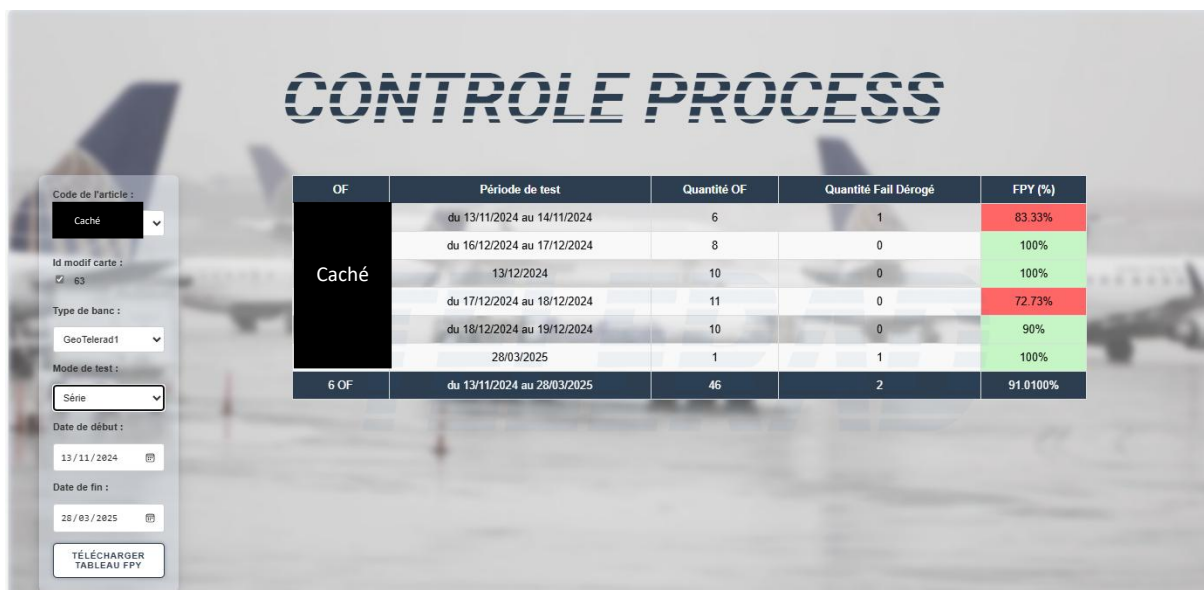 CONTROLE PROCESS
Code de l'article :
Caché
Id modif carte :
63
Type de banc :
GeoTelerad1
Mode de test :
Série
Date de début :
13/11/2024
Date de fin :
28/03/2025
TÉLÉCHARGER
TABLEAU FPY
OF Période de test Quantité OF Quantité Fail Dérogé FPY (%)
Caché
du 13/11/2024 au 14/11/2024 6 1 83.33%
du 16/12/2024 au 17/12/2024 8 0 100%
13/12/2024 10 0 100%
du 17/12/2024 au 18/12/2024 11 0 72.73%
du 18/12/2024 au 19/12/2024 10 0 90%
28/03/2025 1 1 100%
6 OF du 13/11/2024 au 28/03/2025 46 2 91.0100%